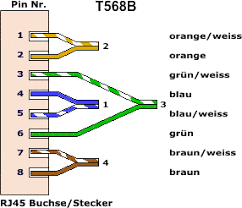 Pin Nr. T568B
1 orange/weiss
2
2 orange
3 grün/weiss
4 blau
1 3
5 blau/weiss
6 grün
7 braun/weiss
4
8 braun
RJ45 Buchse/Stecker